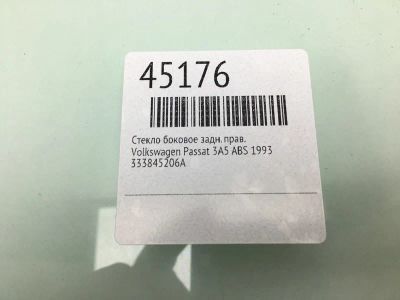 45176
Стекло боковое задн. прав.
Volkswagen Passat 3A5 ABS 1993
333845206A